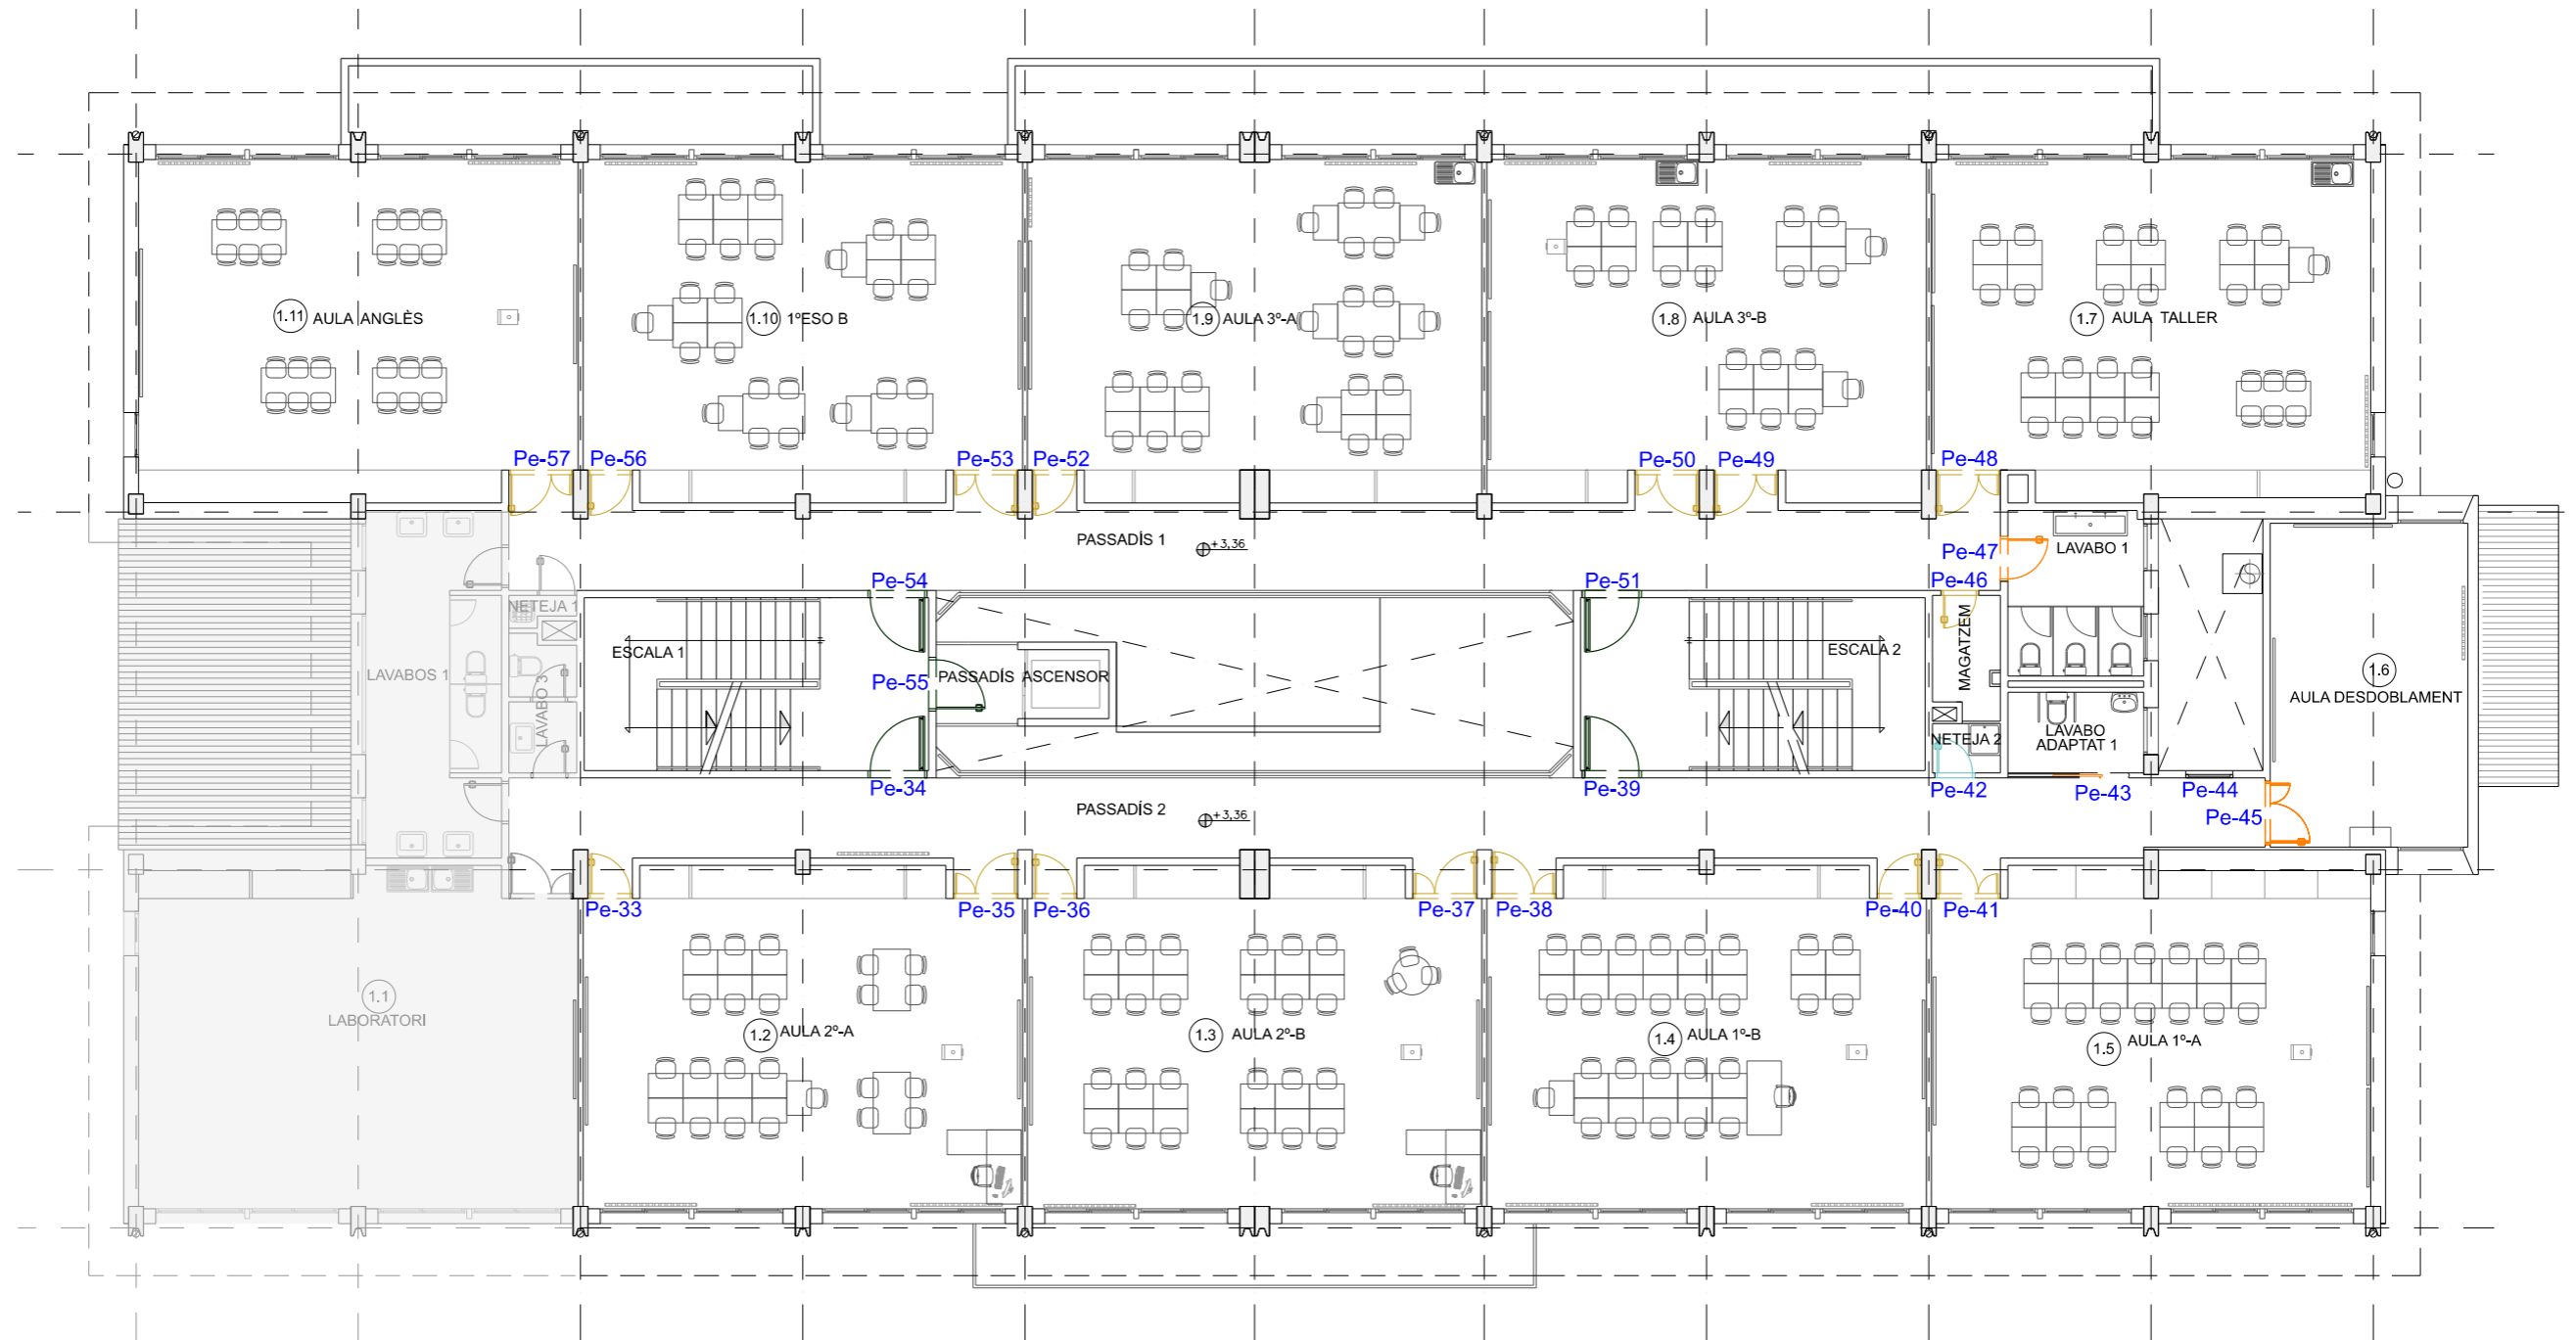 1.11 AULA ANGLÈS
1.10 1ºESO B
1.9 AULA 3º-A
1.8 AULA 3º-B
1.7 AULA TALLER
Pe-57
Pe-56
Pe-53
Pe-52
Pe-50
Pe-49
Pe-48
PASSADÍS 1
+3,36
Pe-47
LAVABO 1
Pe-54
Pe-51
Pe-46
NETEJA 1
ESCALA 1
ESCALA 2
MAGATZEM
LAVABOS 1
LAVABO 3
Pe-55
PASSADÍS ASCENSOR
1.6
AULA DESDOBLAMENT
NETEJA 2
LAVABO
ADAPTAT 1
Pe-34
Pe-39
Pe-42
Pe-43
Pe-44
Pe-45
PASSADÍS 2
+3,36
Pe-33
Pe-35
Pe-36
Pe-37
Pe-38
Pe-40
Pe-41
1.1
LABORATORI
1.2 AULA 2º-A
1.3 AULA 2º-B
1.4 AULA 1º-B
1.5 AULA 1º-A